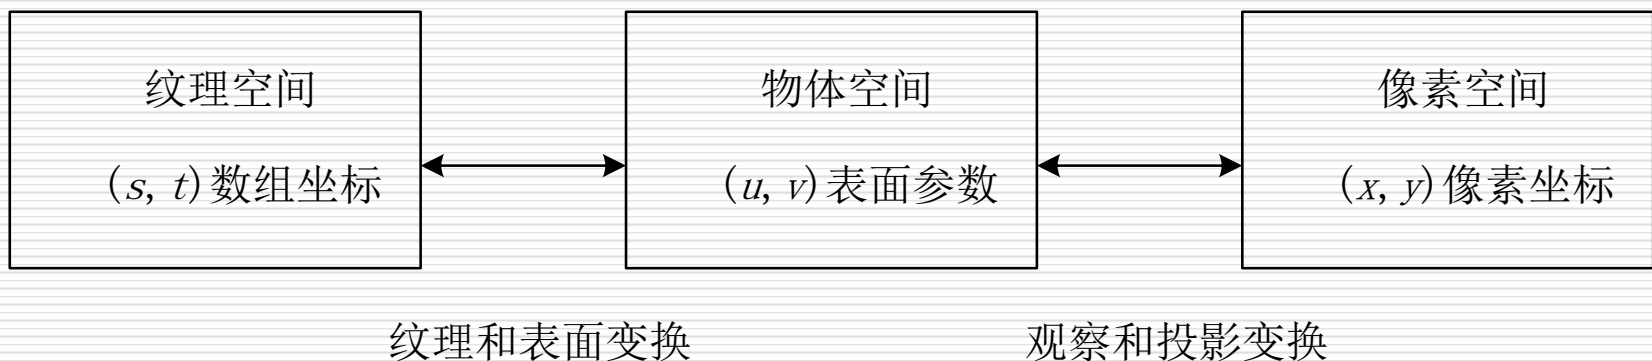 纹理空间
(s, t)数组坐标
物体空间
(u, v)表面参数
像素空间
(x, y)像素坐标
纹理和表面变换
观察和投影变换